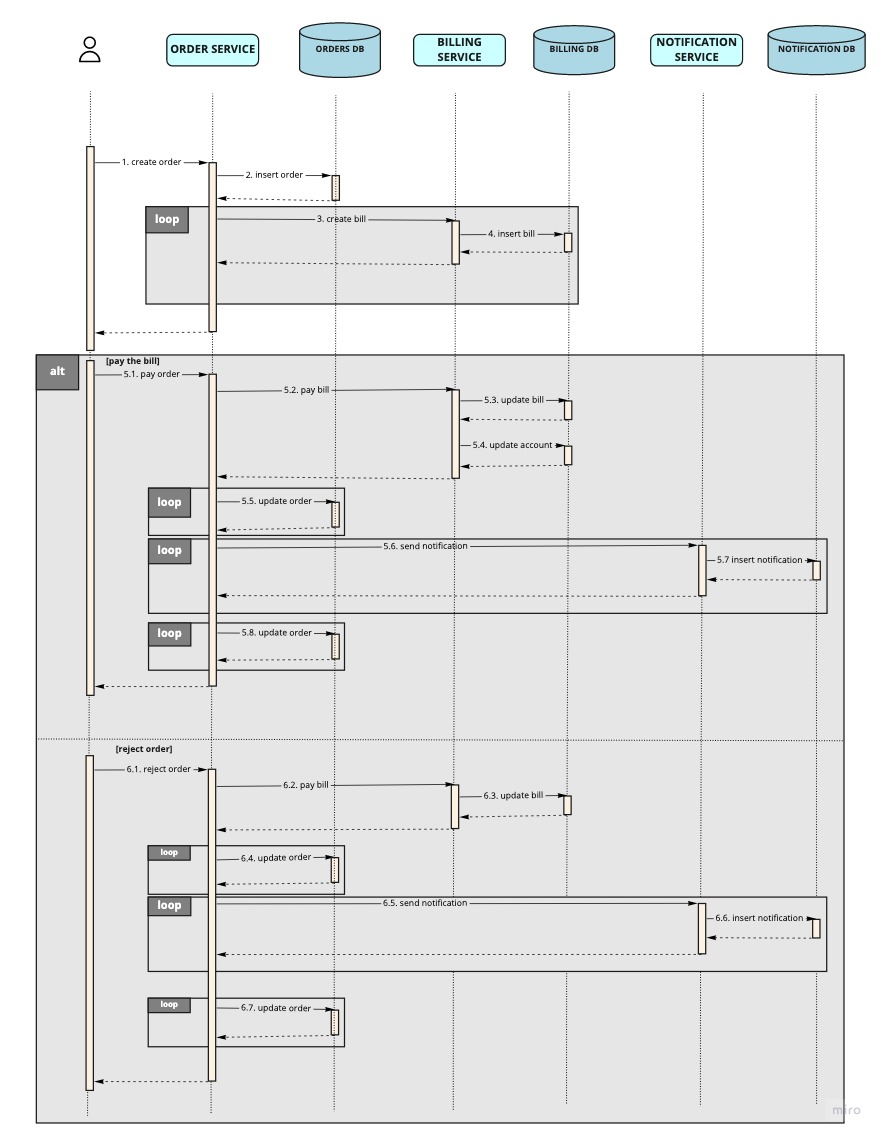 ORDER SERVICE
ORDERS DB
BILLING
SERVICE
BILLING DB
NOTIFICATION
SERVICE
NOTIFICATION DB
1. create order
2. insert order
loop
3. create bill
4. insert bill
alt
[pay the bill]
5.1. pay order
5.2. pay bill
5.3. update bill
5.4. update account
loop
5.5. update order
loop
5.6. send notification
5.7 insert notification
loop
5.8. update order
[reject order]
6.1. reject order
6.2. pay bill
6.3. update bill
loop
6.4. update order
loop
6.5. send notification
6.6. insert notification
loop
6.7. update order
miro